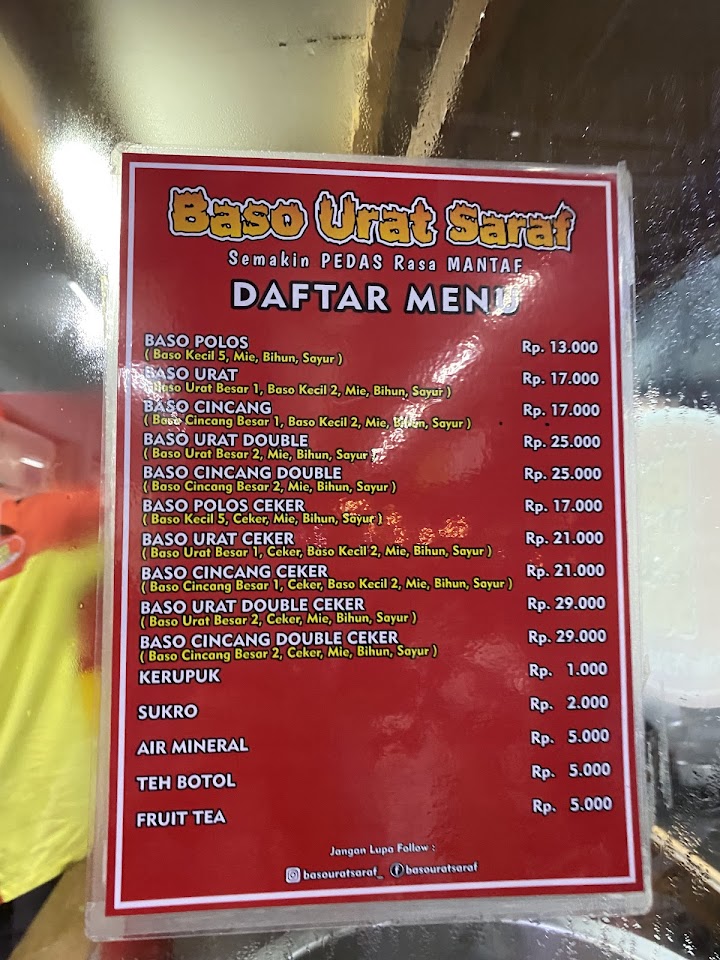 Baso Urat Saraf
Semakin PEDAS Rasa MANTAF
DAFTAR MENU
BASO POLOS Rp. 13.000
( Baso Kecil 5, Mie, Bihun, Sayur )
BASO URAT Rp. 17.000
( Baso Urat Besar 1, Baso Kecil 2, Mie, Bihun, Sayur )
BASO CINCANG Rp. 17.000
( Baso Cincang Besar 1, Baso Kecil 2, Mie, Bihun, Sayur )
BASO URAT DOUBLE Rp. 25.000
( Baso Urat Besar 2, Mie, Bihun, Sayur )
BASO CINCANG DOUBLE Rp. 25.000
( Baso Cincang Besar 2, Mie, Bihun, Sayur )
BASO POLOS CEKER Rp. 17.000
( Baso Kecil 5, Ceker, Mie, Bihun, Sayur )
BASO URAT CEKER Rp. 21.000
( Baso Urat Besar 1, Ceker, Baso Kecil 2, Mie, Bihun, Sayur )
BASO CINCANG CEKER Rp. 21.000
( Baso Cincang Besar 1, Ceker, Baso Kecil 2, Mie, Bihun, Sayur )
BASO URAT DOUBLE CEKER Rp. 29.000
( Baso Urat Besar 2, Ceker, Mie, Bihun, Sayur )
BASO CINCANG DOUBLE CEKER Rp. 29.000
( Baso Cincang Besar 2, Ceker, Mie, Bihun, Sayur )
KERUPUK Rp. 1.000
SUKRO Rp. 2.000
AIR MINERAL Rp. 5.000
TEH BOTOL Rp. 5.000
FRUIT TEA Rp. 5.000
Jangan Lupa Follow :
basouratsaraf_ basouratsaraf